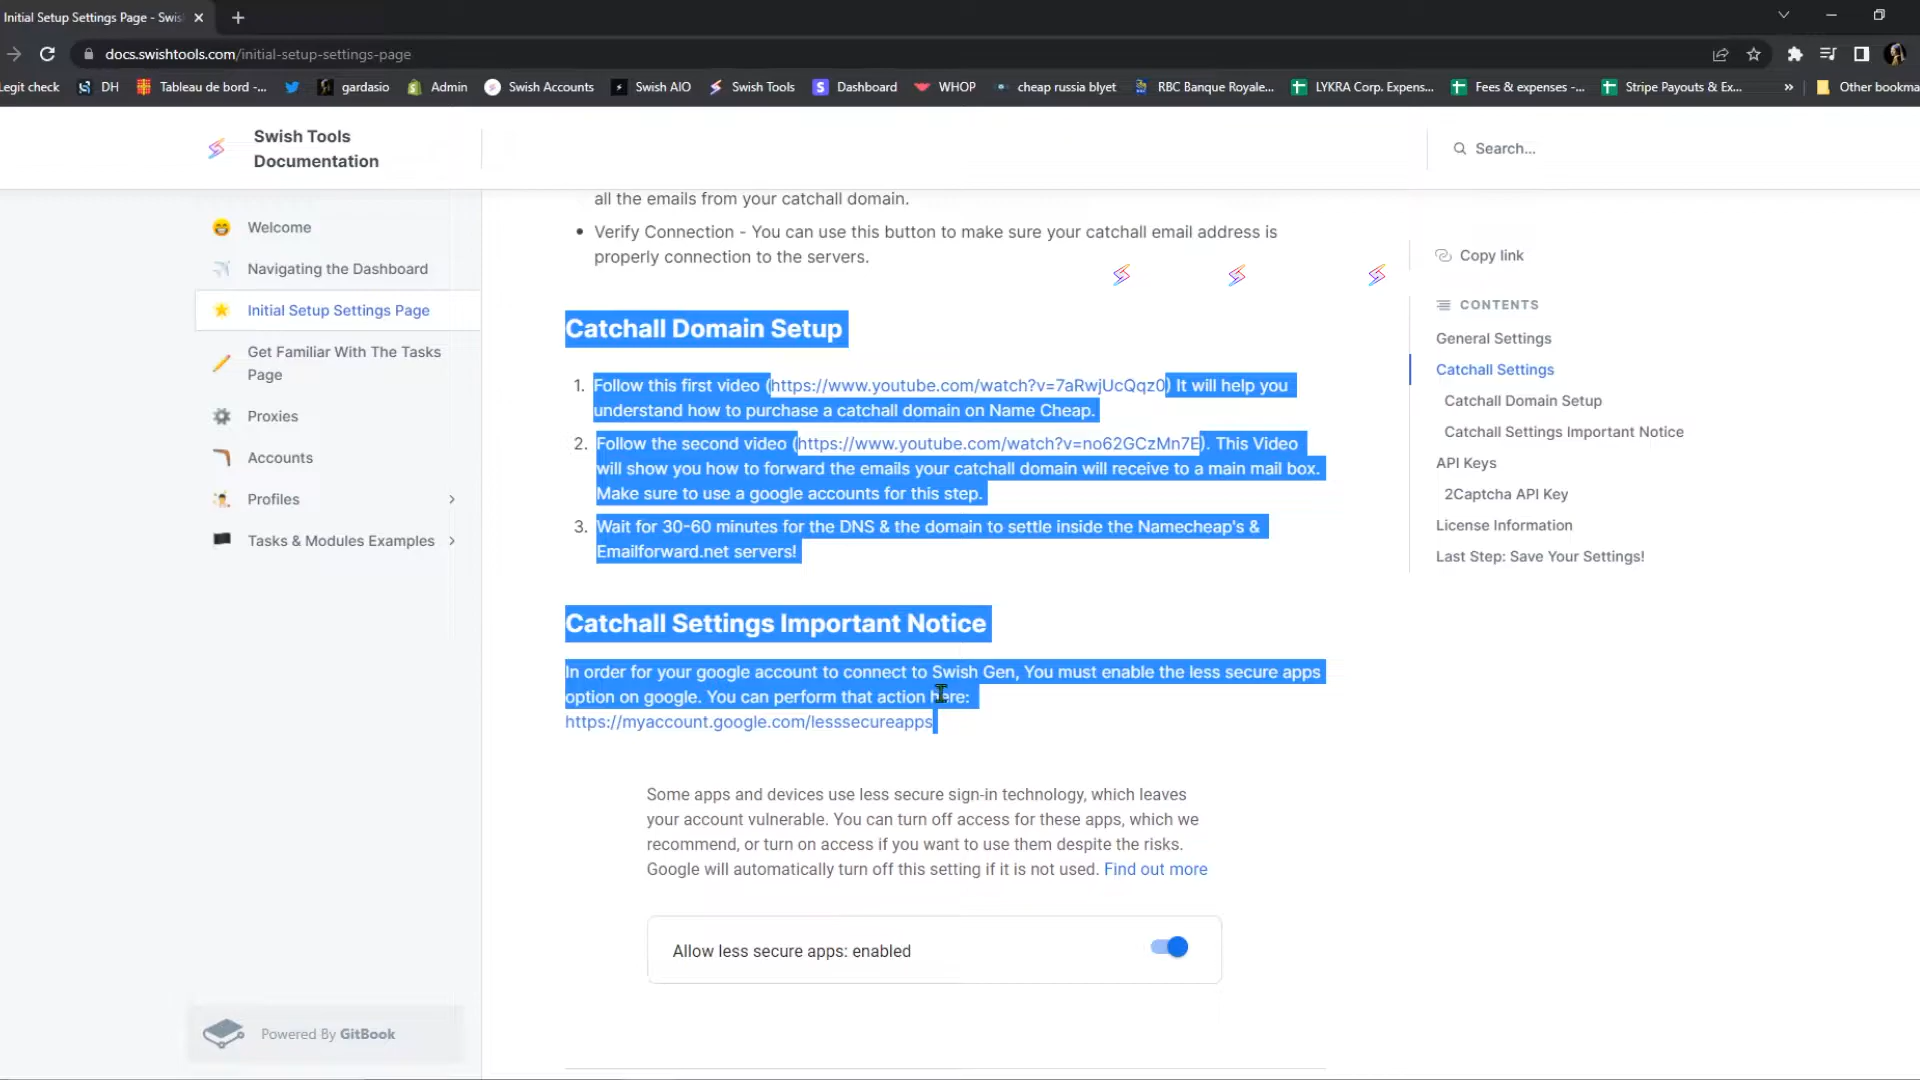 Initial Setup Settings Page - Swis
docs.swishtools.com/initial-setup-settings-page
Legit check
DH
Tableau de bord -...
gardasio
Admin
Swish Accounts
Swish AIO
Swish Tools
Dashboard
WHOP
cheap russia blyet
RBC Banque Royale...
LYKRA Corp. Expens...
Fees & expenses -...
Stripe Payouts & Ex...
»
Other bookma
Swish Tools
Documentation
Search...
Welcome
Navigating the Dashboard
Initial Setup Settings Page
Get Familiar With The Tasks
Page
Proxies
Accounts
Profiles
Tasks & Modules Examples
Powered By GitBook
all the emails from your catchall domain.
• Verify Connection - You can use this button to make sure your catchall email address is
properly connection to the servers.
Catchall Domain Setup
1. Follow this first video (https://www.youtube.com/watch?v=7aRwjUcQqz0) It will help you
understand how to purchase a catchall domain on Name Cheap.
2. Follow the second video (https://www.youtube.com/watch?v=no62GCzMn7E). This Video
will show you how to forward the emails your catchall domain will receive to a main mail box.
Make sure to use a google accounts for this step.
3. Wait for 30-60 minutes for the DNS & the domain to settle inside the Namecheap's &
Emailforward.net servers!
Catchall Settings Important Notice
In order for your google account to connect to Swish Gen, You must enable the less secure apps
option on google. You can perform that action here:
https://myaccount.google.com/lesssecureapps
Some apps and devices use less secure sign-in technology, which leaves
your account vulnerable. You can turn off access for these apps, which we
recommend, or turn on access if you want to use them despite the risks.
Google will automatically turn off this setting if it is not used. Find out more
Allow less secure apps: enabled
Copy link
CONTENTS
General Settings
Catchall Settings
Catchall Domain Setup
Catchall Settings Important Notice
API Keys
2Captcha API Key
License Information
Last Step: Save Your Settings!